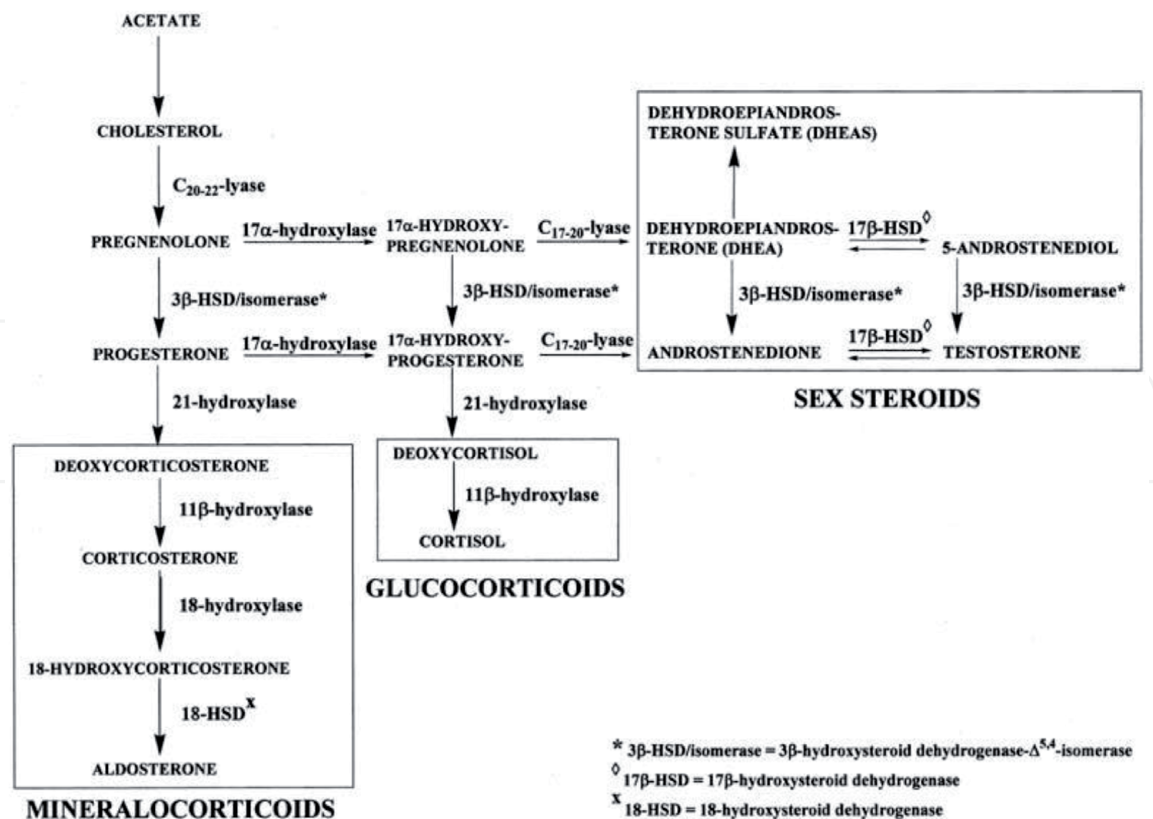 ACETATE
CHOLESTEROL
C20-22-lyase
PREGNENOLONE
17α-hydroxylase
17α-HYDROXY-
PREGNENOLONE
C17-20-lyase
DEHYDROEPIANDROS-
TERONE SULFATE (DHEAS)
DEHYDROEPIANDROS-
TERONE (DHEA)
17β-HSD◊
5-ANDROSTENEDIOL
3β-HSD/isomerase*
3β-HSD/isomerase*
3β-HSD/isomerase*
3β-HSD/isomerase*
PROGESTERONE
17α-hydroxylase
17α-HYDROXY-
PROGESTERONE
C17-20-lyase
ANDROSTENEDIONE
17β-HSD◊
TESTOSTERONE
SEX STEROIDS
21-hydroxylase
21-hydroxylase
DEOXYCORTICOSTERONE
11β-hydroxylase
CORTICOSTERONE
18-hydroxylase
18-HYDROXYCORTICOSTERONE
18-HSDx
ALDOSTERONE
MINERALOCORTICOIDS
DEOXYCORTISOL
11β-hydroxylase
CORTISOL
GLUCOCORTICOIDS
* 3β-HSD/isomerase = 3β-hydroxysteroid dehydrogenase-Δ5,4-isomerase
◊ 17β-HSD = 17β-hydroxysteroid dehydrogenase
x 18-HSD = 18-hydroxysteroid dehydrogenase